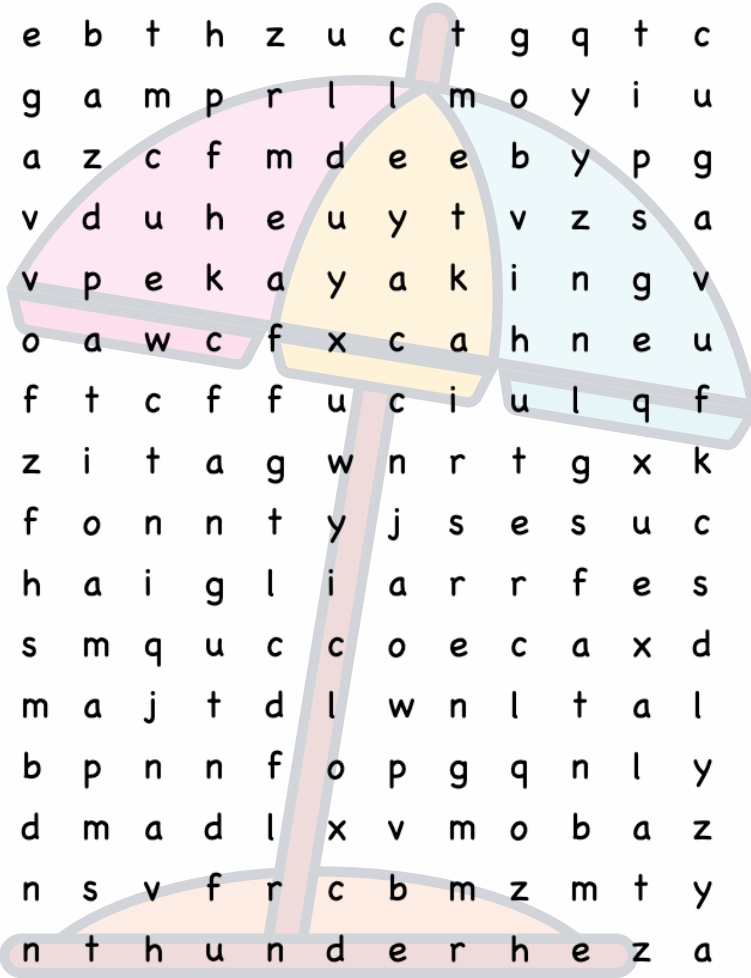 e b t h z u c t g q t c
g a m p r l l m o y i u
a z c f m d e e b y p g
v d u h e u y t v z s a
v p e k a y a k i n g v
o a w c f x c a h n e u
f t c f f u c i u l q f
z i t a g w n r t g x k
f o n n t y j s e s u c
h a i g l i a r r f e s
s m q u c c o e c a x d
m a j t d l w n l t a l
b p n n f o p g q n l y
d m a d l x v m o b a z
n s v f r c b m z m t y
n t h u n d e r h e z a